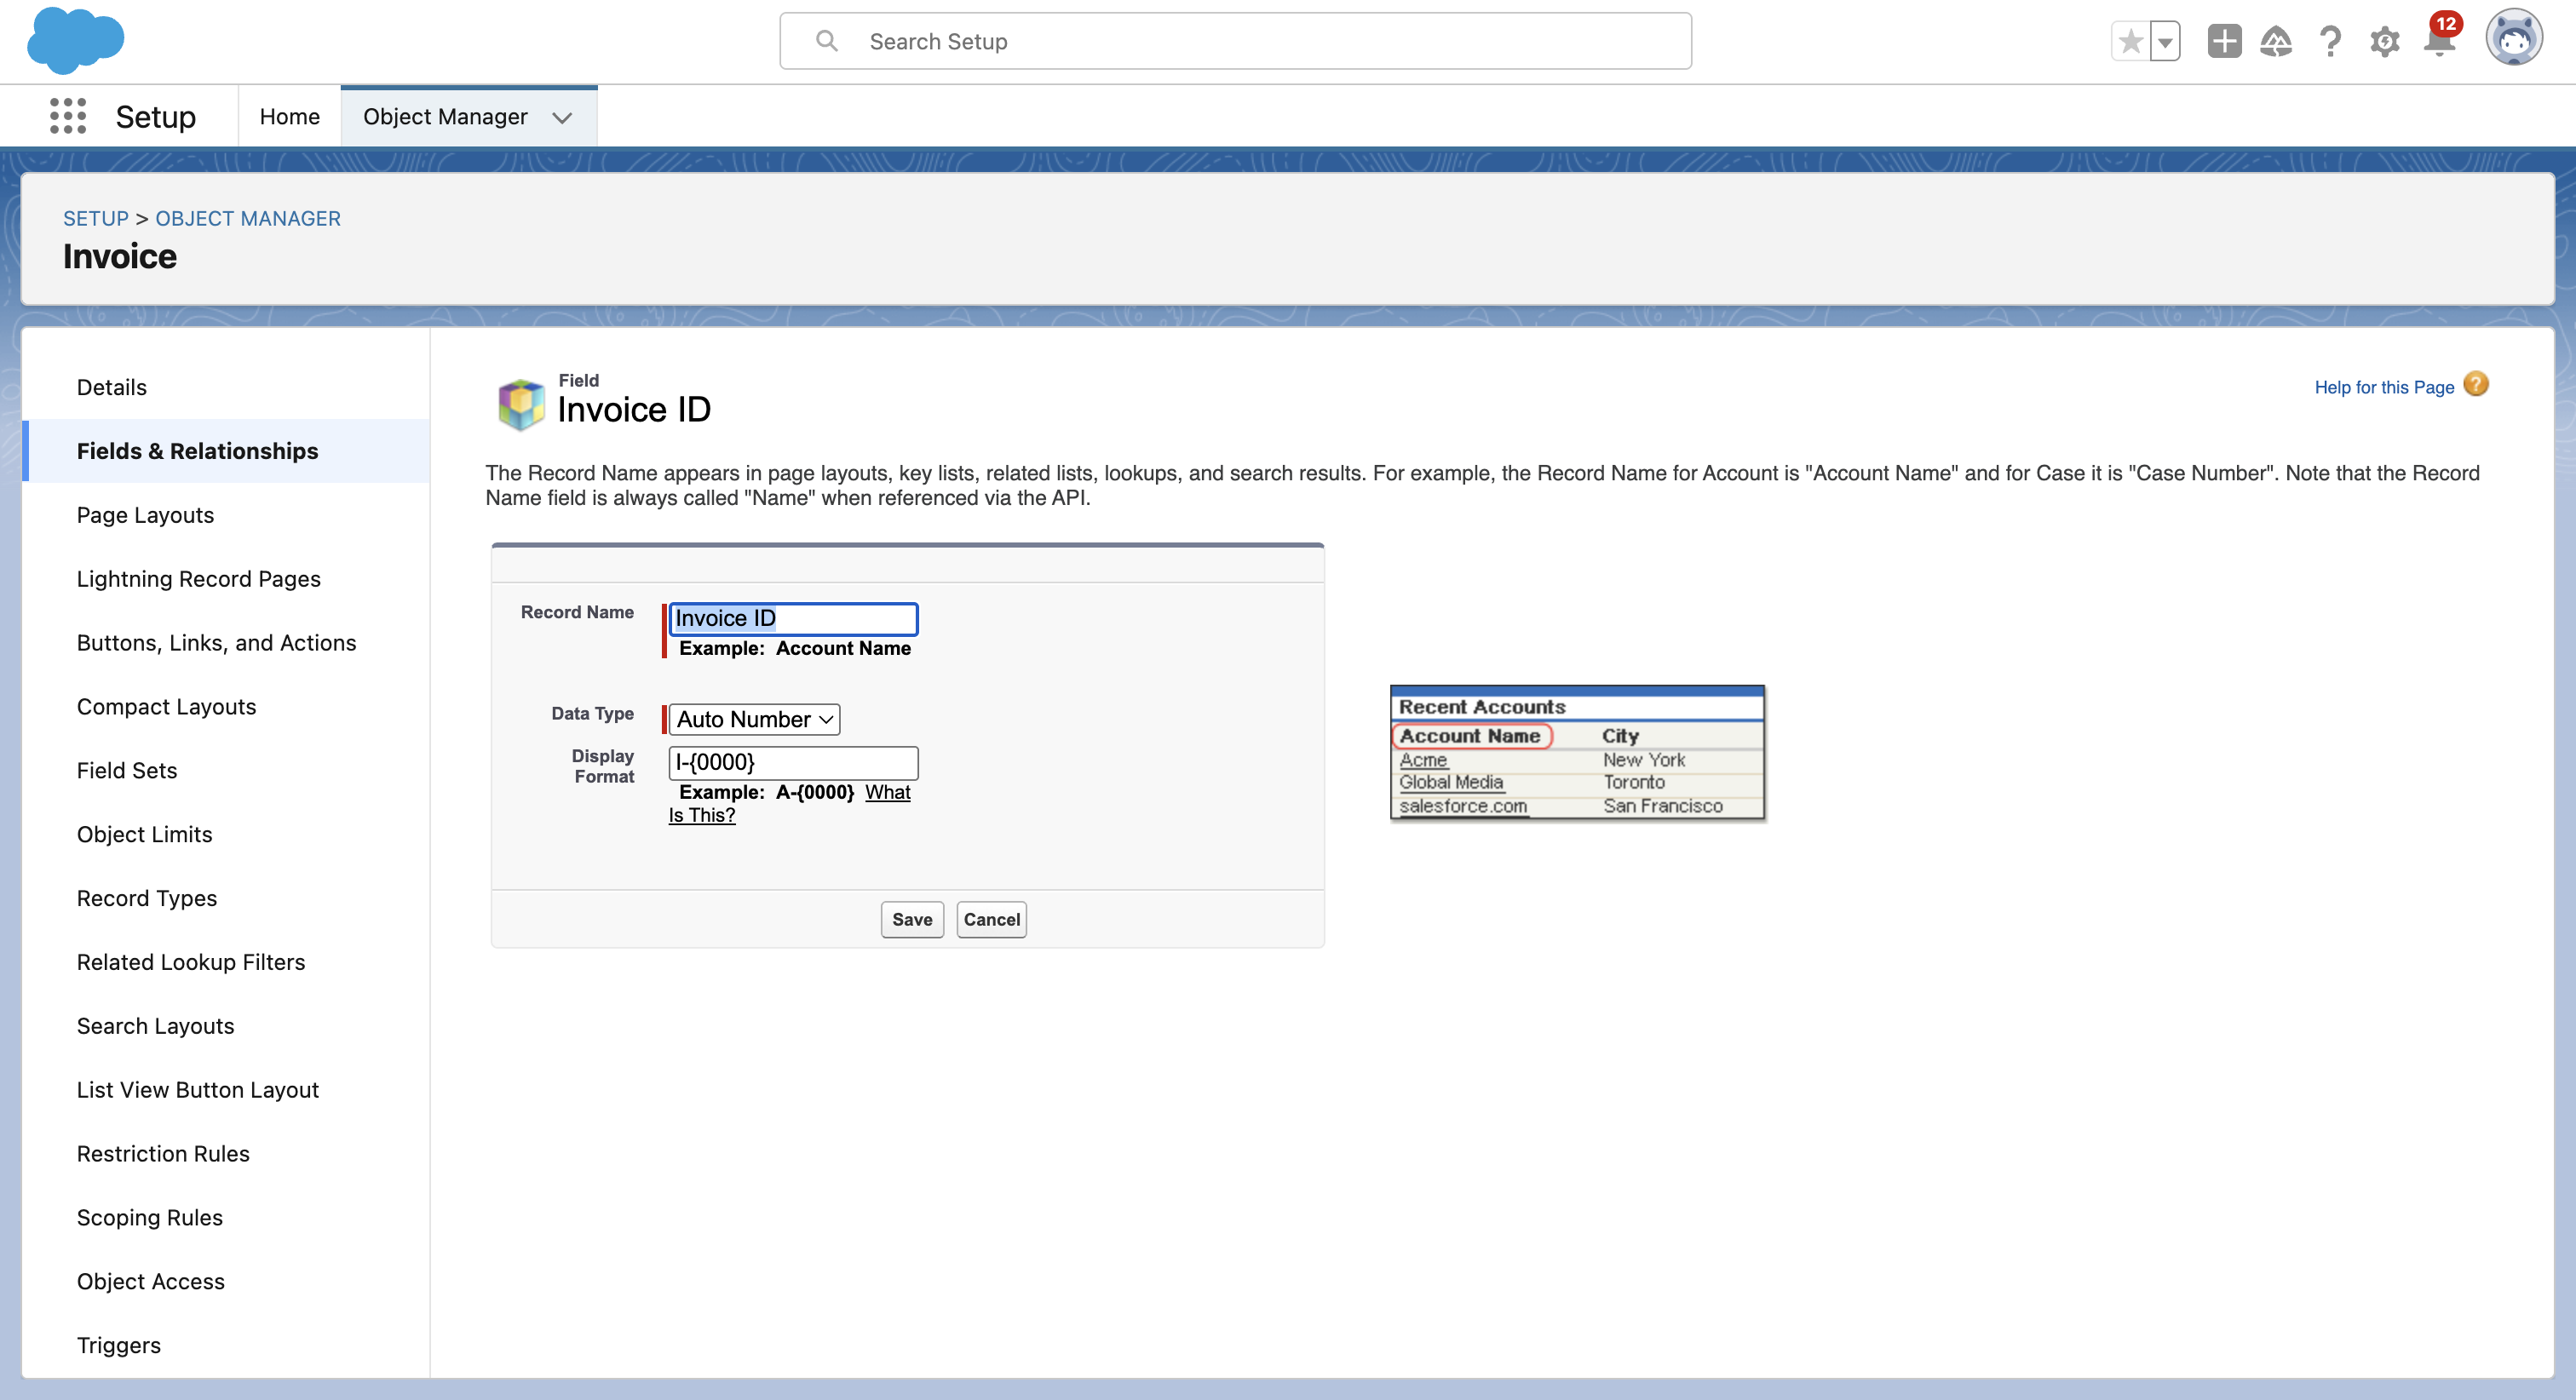 Search Setup
12
Setup
Home
Object Manager
SETUP > OBJECT MANAGER
Invoice
Details
Fields & Relationships
Page Layouts
Lightning Record Pages
Buttons, Links, and Actions
Compact Layouts
Field Sets
Object Limits
Record Types
Related Lookup Filters
Search Layouts
List View Button Layout
Restriction Rules
Scoping Rules
Object Access
Triggers
Field
Invoice ID
Help for this Page
The Record Name appears in page layouts, key lists, related lists, lookups, and search results. For example, the Record Name for Account is "Account Name" and for Case it is "Case Number". Note that the Record
Name field is always called "Name" when referenced via the API.
Record Name
Invoice ID
Example: Account Name
Data Type
Auto Number
Display
Format
I-{0000}
Example: A-{0000} What
Is This?
Save
Cancel
Recent Accounts
Account Name City
Acme New York
Global Media Toronto
salesforce.com San Francisco